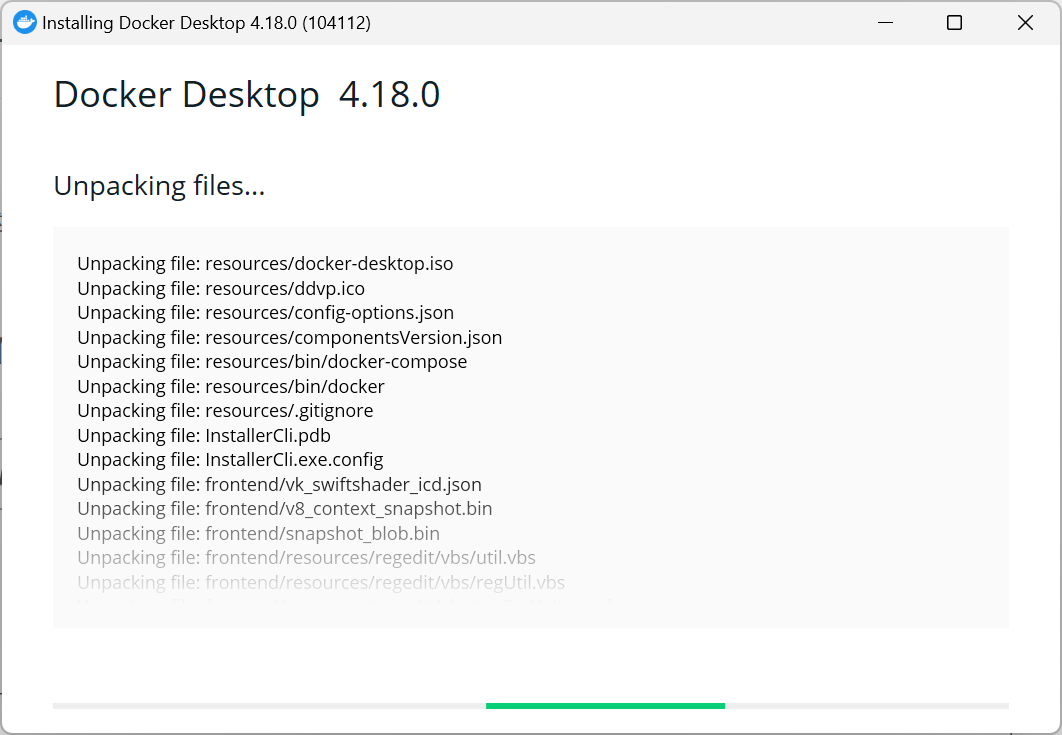 Installing Docker Desktop 4.18.0 (104112)
Docker Desktop 4.18.0
Unpacking files...
Unpacking file: resources/docker-desktop.iso
Unpacking file: resources/ddvp.ico
Unpacking file: resources/config-options.json
Unpacking file: resources/componentsVersion.json
Unpacking file: resources/bin/docker-compose
Unpacking file: resources/bin/docker
Unpacking file: resources/.gitignore
Unpacking file: InstallerCli.pdb
Unpacking file: InstallerCli.exe.config
Unpacking file: frontend/vk_swiftshader_icd.json
Unpacking file: frontend/v8_context_snapshot.bin
Unpacking file: frontend/snapshot_blob.bin
Unpacking file: frontend/resources/regedit/vbs/util.vbs
Unpacking file: frontend/resources/regedit/vbs/regUtil.vbs